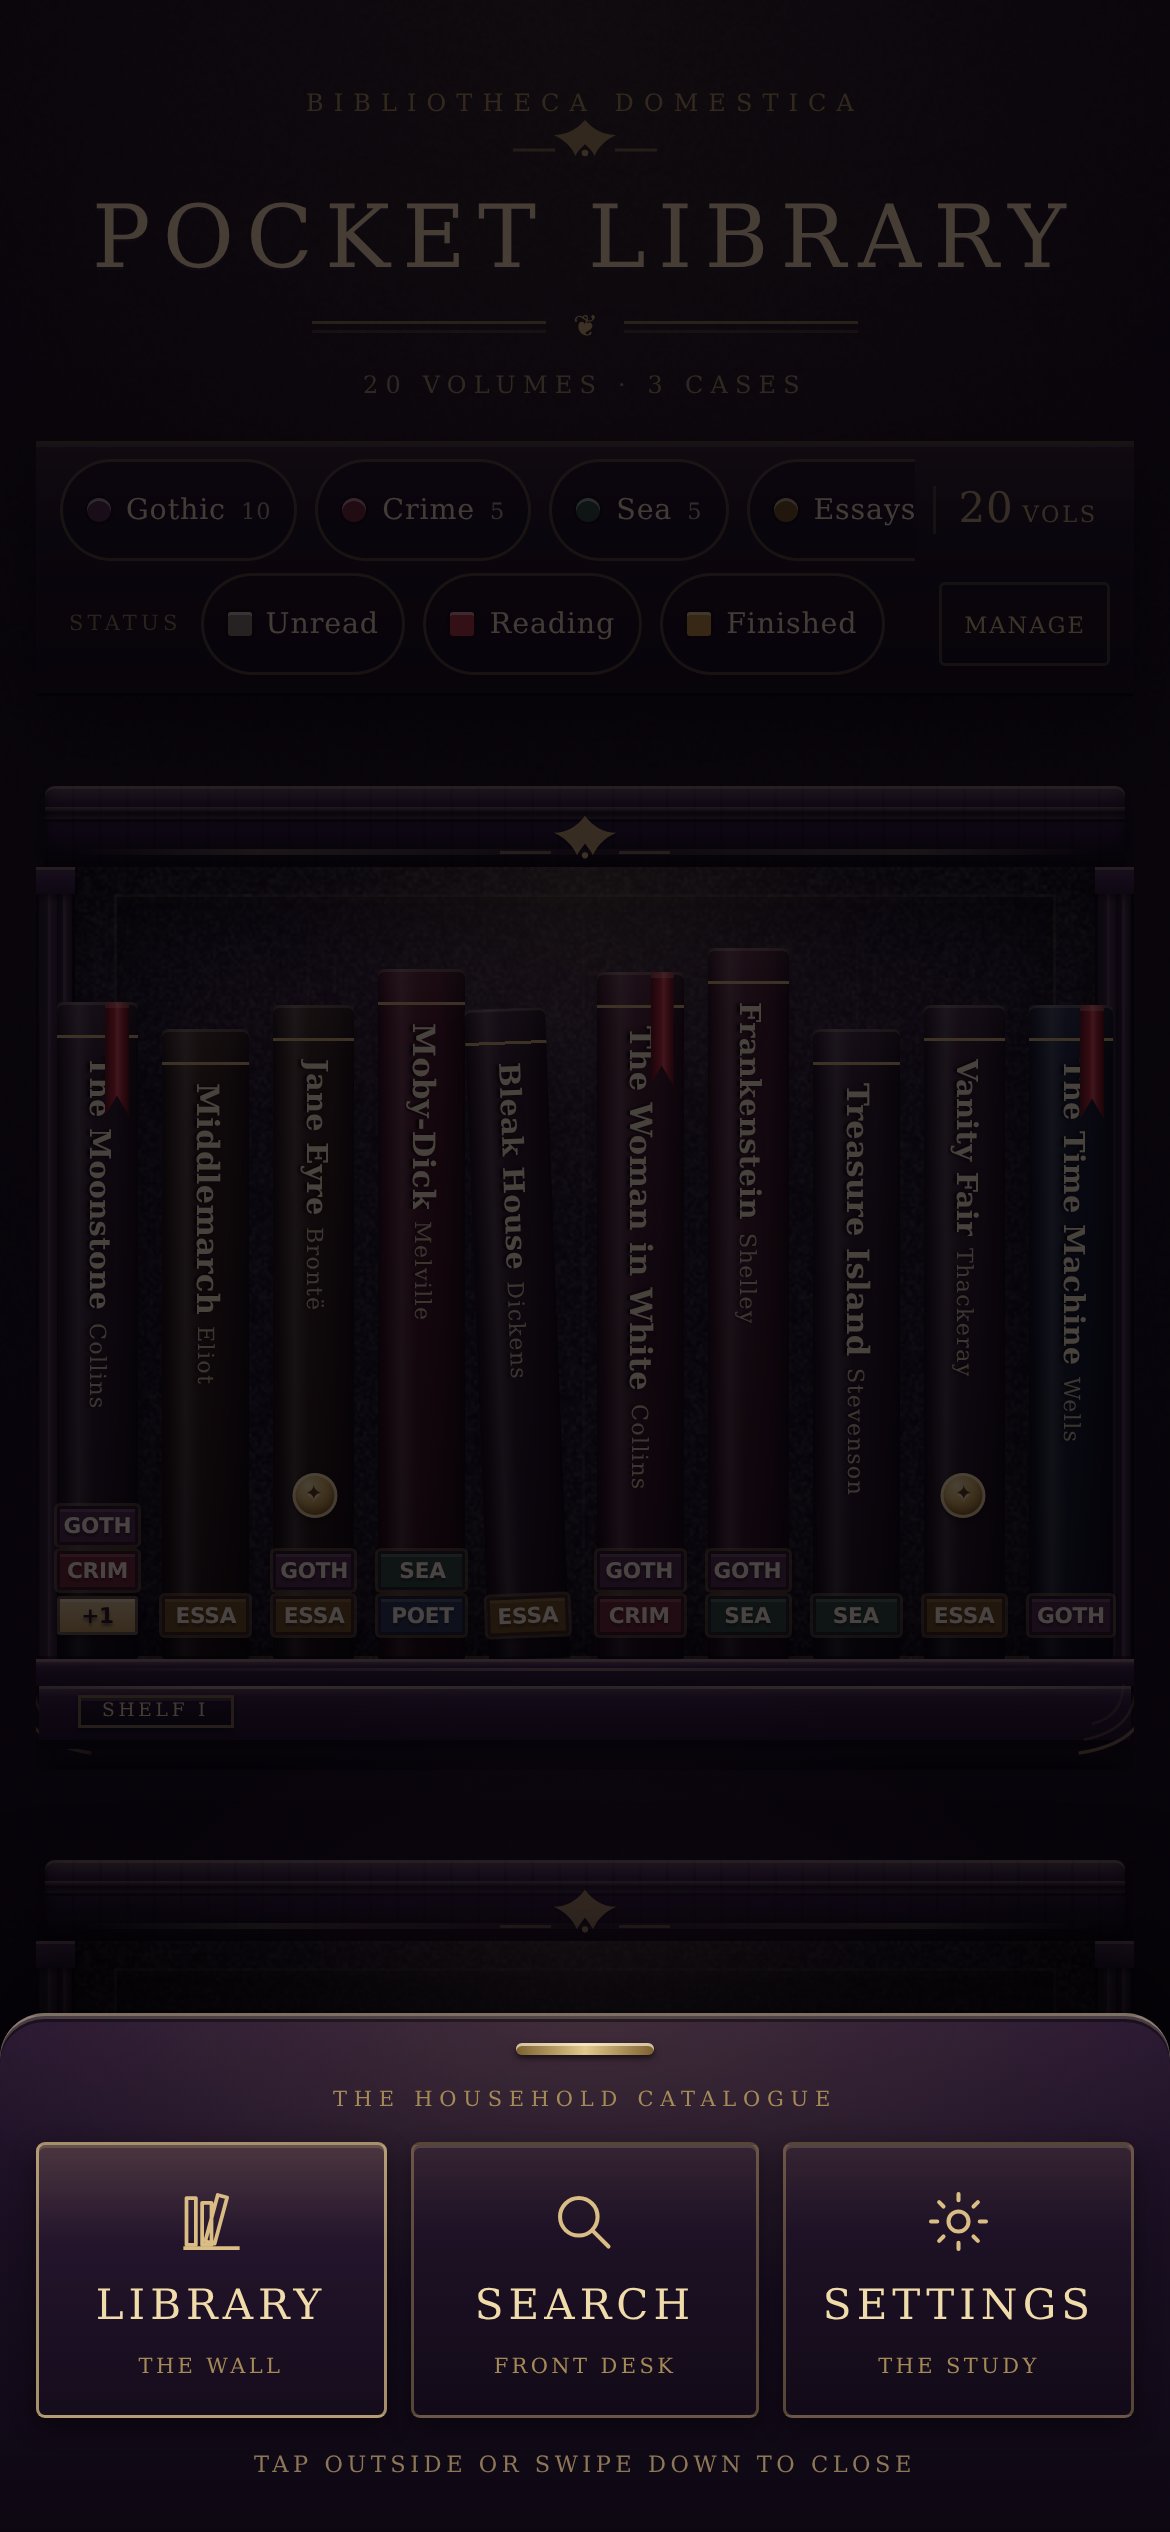 BIBLIOTHECA DOMESTICA
POCKET LIBRARY
20 VOLUMES · 3 CASES
Gothic 10
Crime 5
Sea 5
Essays
20 VOLS
STATUS
Unread
Reading
Finished
MANAGE
The Moonstone Collins
GOTH
CRIM
+1
Middlemarch Eliot
ESSA
Jane Eyre Brontë
GOTH
ESSA
Moby-Dick Melville
SEA
POET
Bleak House Dickens
ESSA
The Woman in White Collins
GOTH
CRIM
Frankenstein Shelley
GOTH
SEA
Treasure Island Stevenson
SEA
Vanity Fair Thackeray
ESSA
The Time Machine Wells
GOTH
SHELF I
THE HOUSEHOLD CATALOGUE
LIBRARY
THE WALL
SEARCH
FRONT DESK
SETTINGS
THE STUDY
TAP OUTSIDE OR SWIPE DOWN TO CLOSE